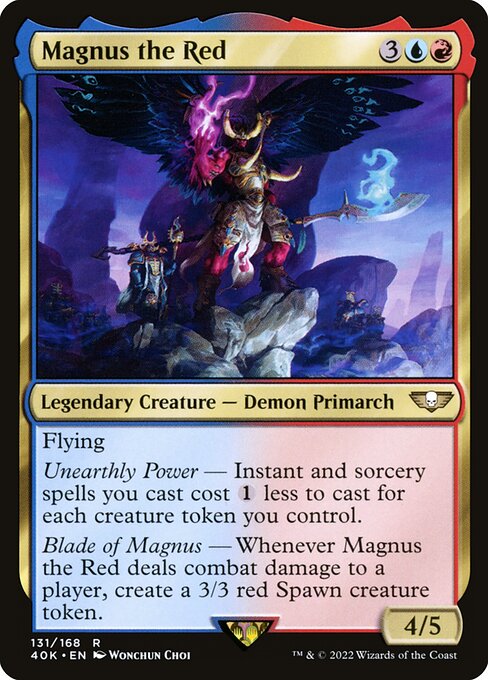 Magnus the Red 3
Legendary Creature — Demon Primarch
Flying
Unearthly Power — Instant and sorcery
spells you cast cost 1 less to cast for
each creature token you control.
Blade of Magnus — Whenever Magnus
the Red deals combat damage to a
player, create a 3/3 red Spawn creature
token.
4/5
131/168 R
40K • EN Wonchun Choi ™ & © 2022 Wizards of the Coast